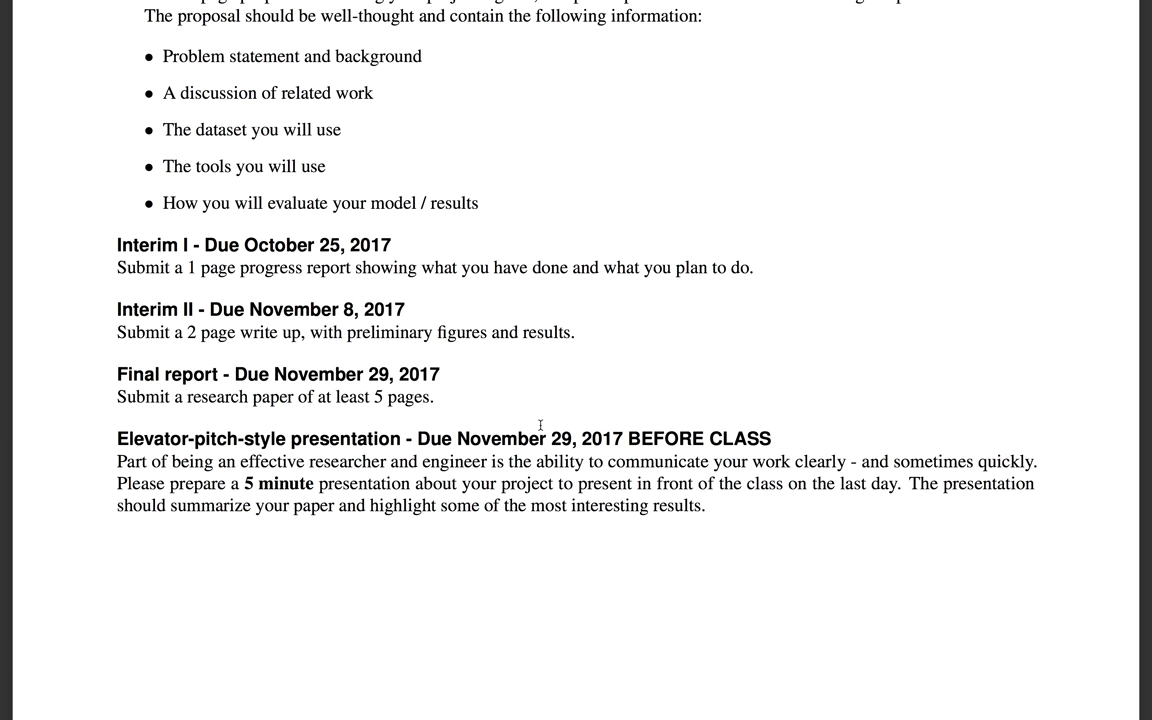 The proposal should be well-thought and contain the following information:
• Problem statement and background
• A discussion of related work
• The dataset you will use
• The tools you will use
• How you will evaluate your model / results
Interim I - Due October 25, 2017
Submit a 1 page progress report showing what you have done and what you plan to do.
Interim II - Due November 8, 2017
Submit a 2 page write up, with preliminary figures and results.
Final report - Due November 29, 2017
Submit a research paper of at least 5 pages.
Elevator-pitch-style presentation - Due November 29, 2017 BEFORE CLASS
Part of being an effective researcher and engineer is the ability to communicate your work clearly - and sometimes quickly.
Please prepare a 5 minute presentation about your project to present in front of the class on the last day. The presentation
should summarize your paper and highlight some of the most interesting results.